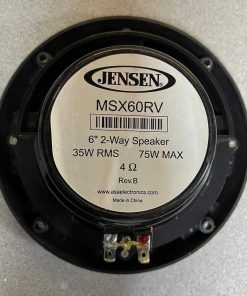 JENSEN
MSX60RV
6" 2-Way Speaker
35W RMS 75W MAX
4 Ω
Rev.B
www.asaelectronics.com
Made in China